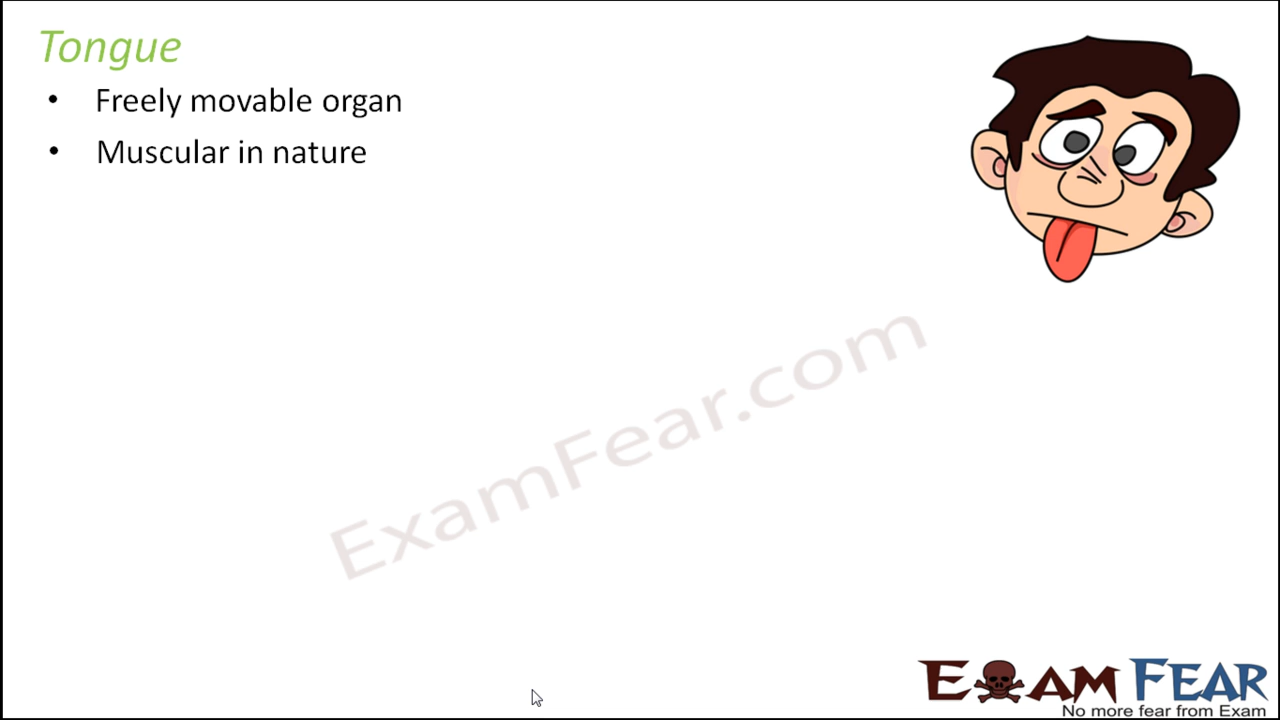 Tongue
• Freely movable organ
• Muscular in nature
ExamFear.com
EXAM FEAR
No more fear from Exam